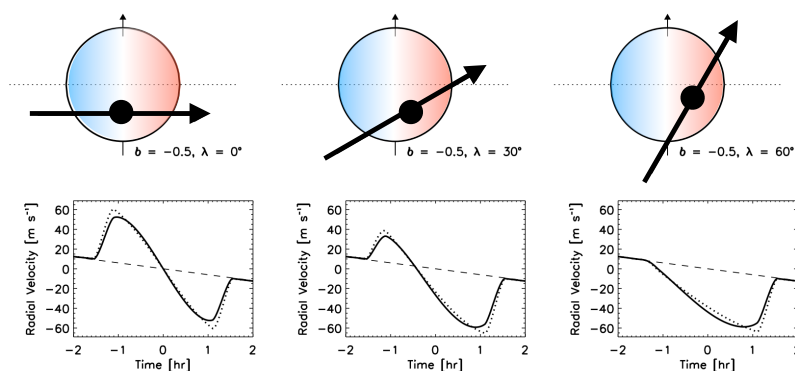 b = −0.5, λ = 0°
b = −0.5, λ = 30°
b = −0.5, λ = 60°
Radial Velocity [m s⁻¹]
60
40
20
0
−20
−40
−60
−2 −1 0 1 2
Time [hr]
Radial Velocity [m s⁻¹]
60
40
20
0
−20
−40
−60
−2 −1 0 1 2
Time [hr]
Radial Velocity [m s⁻¹]
60
40
20
0
−20
−40
−60
−2 −1 0 1 2
Time [hr]